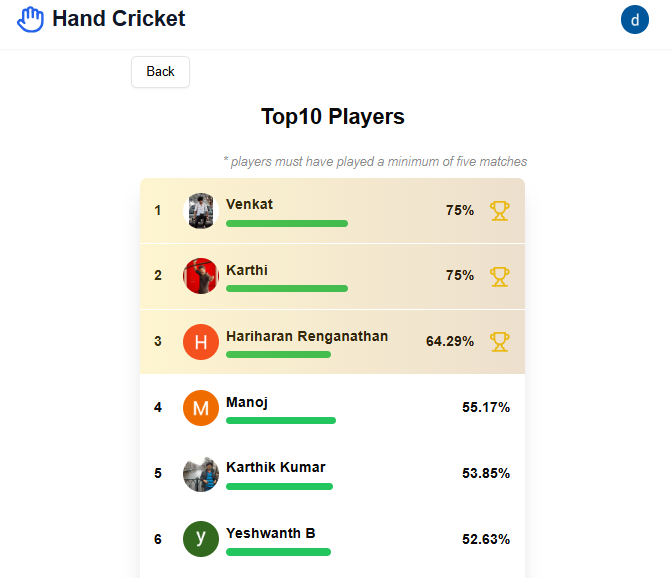 Hand Cricket
d
Back
Top10 Players
* players must have played a minimum of five matches
1 Venkat 75%
2 Karthi 75%
3 H Hariharan Renganathan 64.29%
4 M Manoj 55.17%
5 Karthik Kumar 53.85%
6 y Yeshwanth B 52.63%